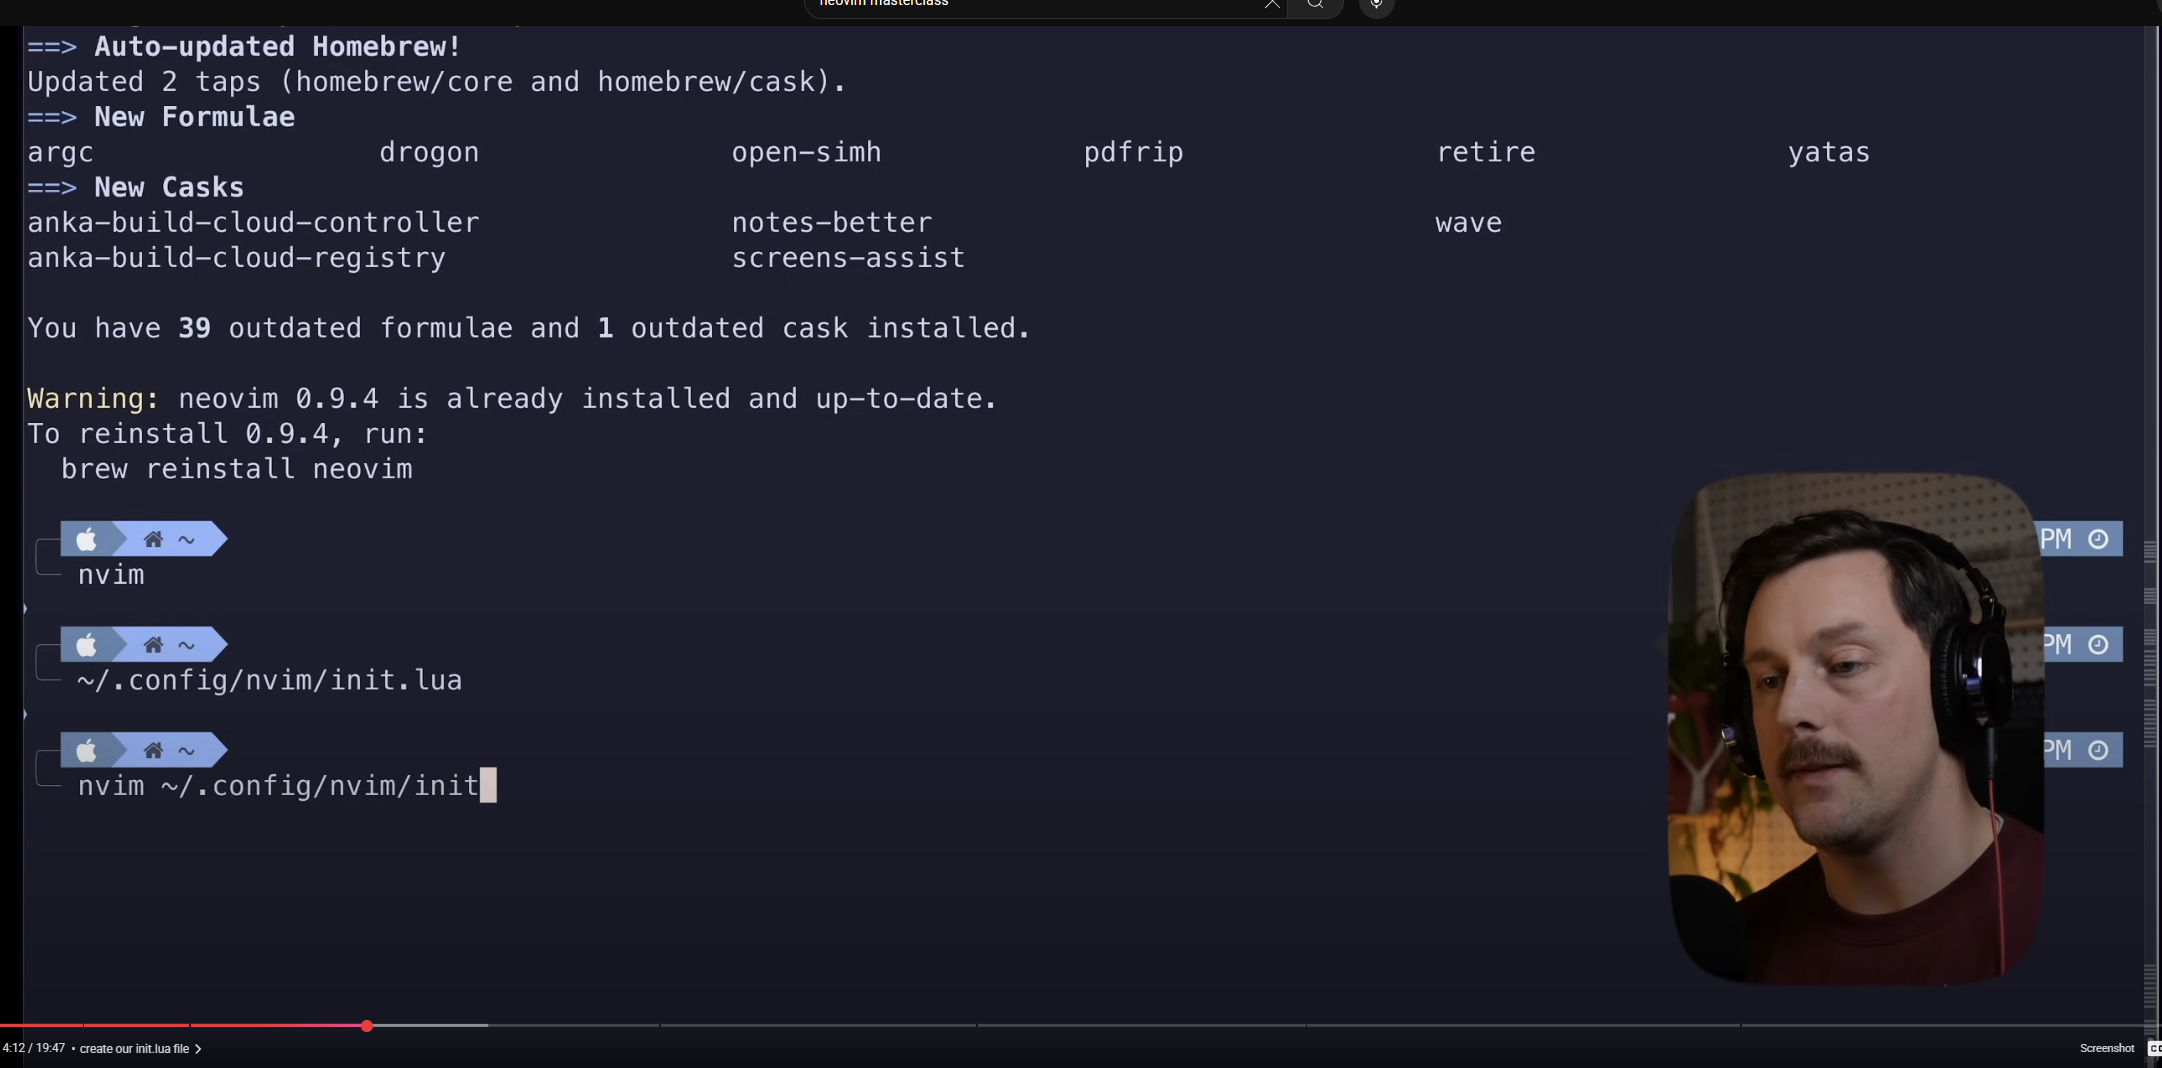 neovim masterclass
==> Auto-updated Homebrew!
Updated 2 taps (homebrew/core and homebrew/cask).
==> New Formulae
argc drogon open-simh pdfrip retire yatas
==> New Casks
anka-build-cloud-controller notes-better wave
anka-build-cloud-registry screens-assist
You have 39 outdated formulae and 1 outdated cask installed.
Warning: neovim 0.9.4 is already installed and up-to-date.
To reinstall 0.9.4, run:
brew reinstall neovim
~ PM
nvim
~ PM
~/.config/nvim/init.lua
~ PM
nvim ~/.config/nvim/init
4:12 / 19:47 • create our init.lua file >
Screenshot